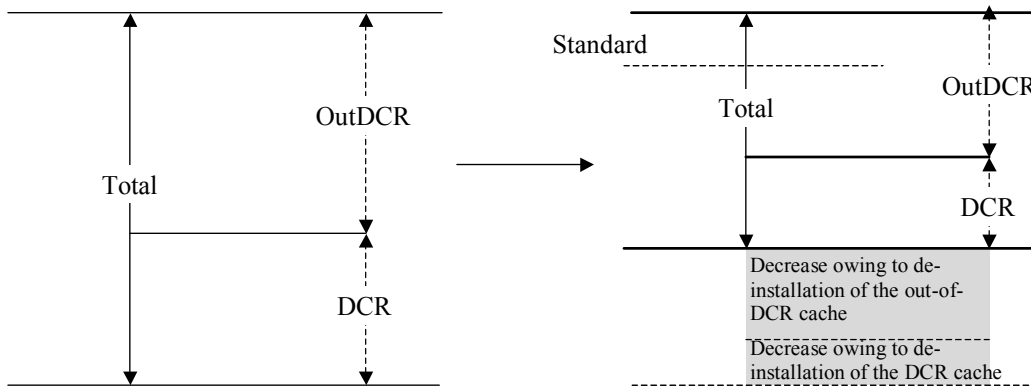 Standard
OutDCR
OutDCR
Total
Total
DCR
DCR
Decrease owing to de-
installation of the out-of-
DCR cache
Decrease owing to de-
installation of the DCR cache